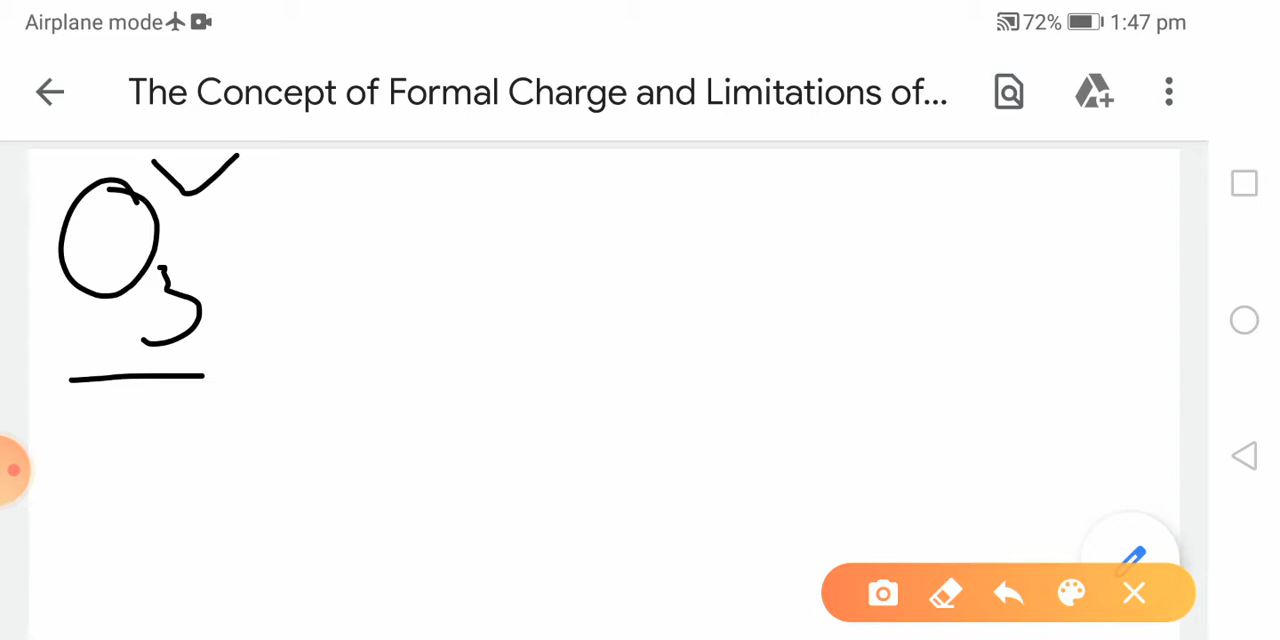 Airplane mode 72% 1:47 pm
The Concept of Formal Charge and Limitations of...
O3